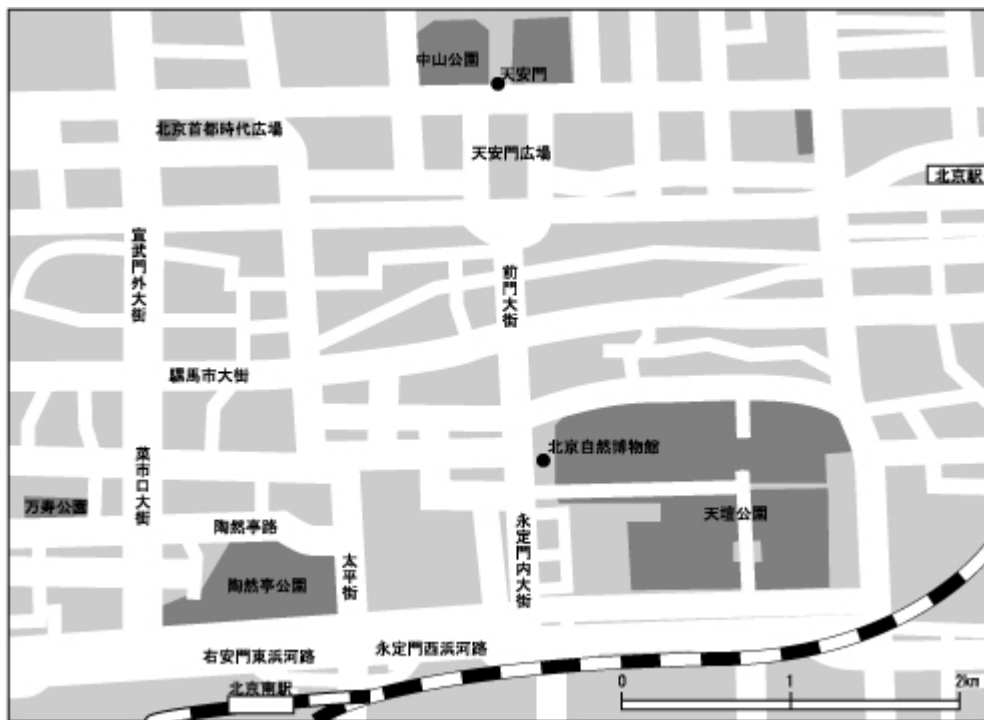 中山公園
天安門
北京首都時代広場
天安門広場
北京駅
宣武門外大街
前門大街
騾馬市大街
北京自然博物館
菜市口大街
万寿公園
天壇公園
陶然亭路
永定門内大街
太平街
陶然亭公園
永定門西浜河路
右安門東浜河路
北京南駅
0 1 2km